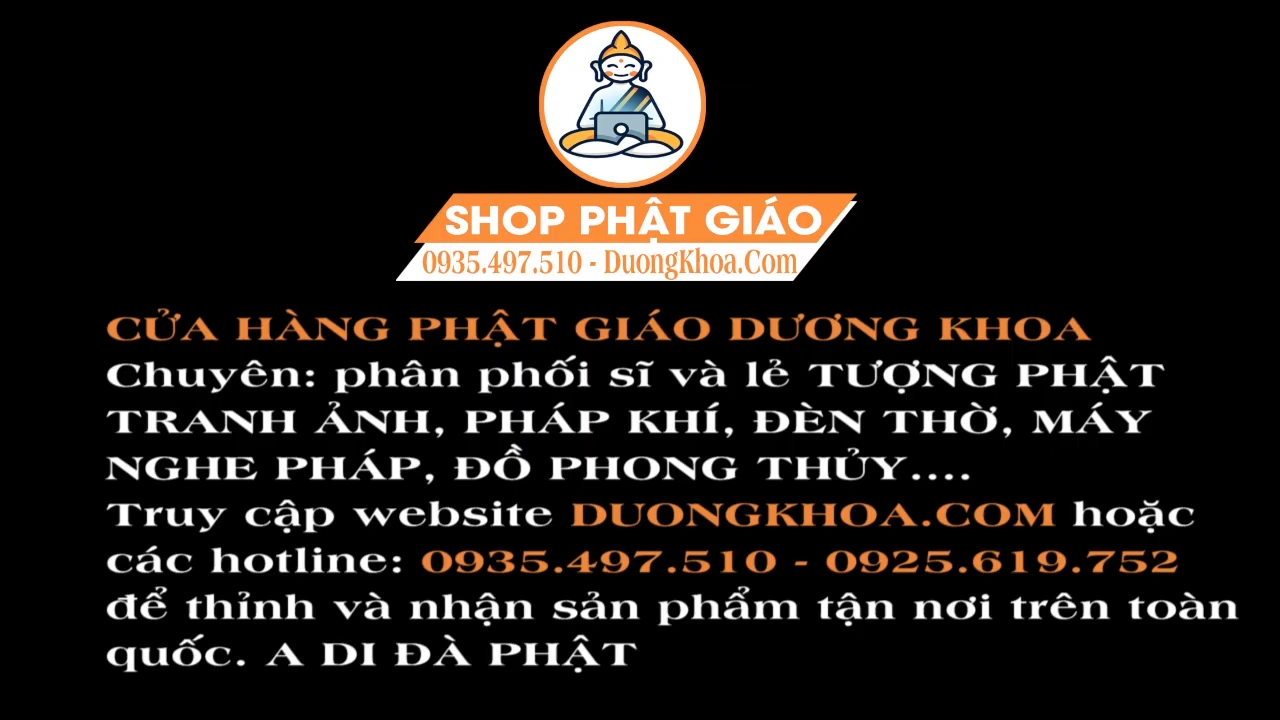 SHOP PHẬT GIÁO
0935.497.510 - DuongKhoa.Com
CỬA HÀNG PHẬT GIÁO DƯƠNG KHOA
Chuyên: phân phối sĩ và lẻ TƯỢNG PHẬT
TRANH ẢNH, PHÁP KHÍ, ĐÈN THỜ, MÁY
NGHE PHÁP, ĐỒ PHONG THỦY....
Truy cập website DUONGKHOA.COM hoặc
các hotline: 0935.497.510 - 0925.619.752
để thỉnh và nhận sản phẩm tận nơi trên toàn
quốc. A DI ĐÀ PHẬT